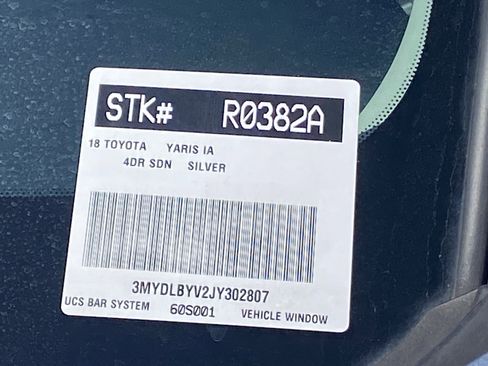 STK# R0382A
18 TOYOTA YARIS IA
4DR SDN SILVER
3MYDLBYV2JY302807
UCS BAR SYSTEM 60S001 VEHICLE WINDOW